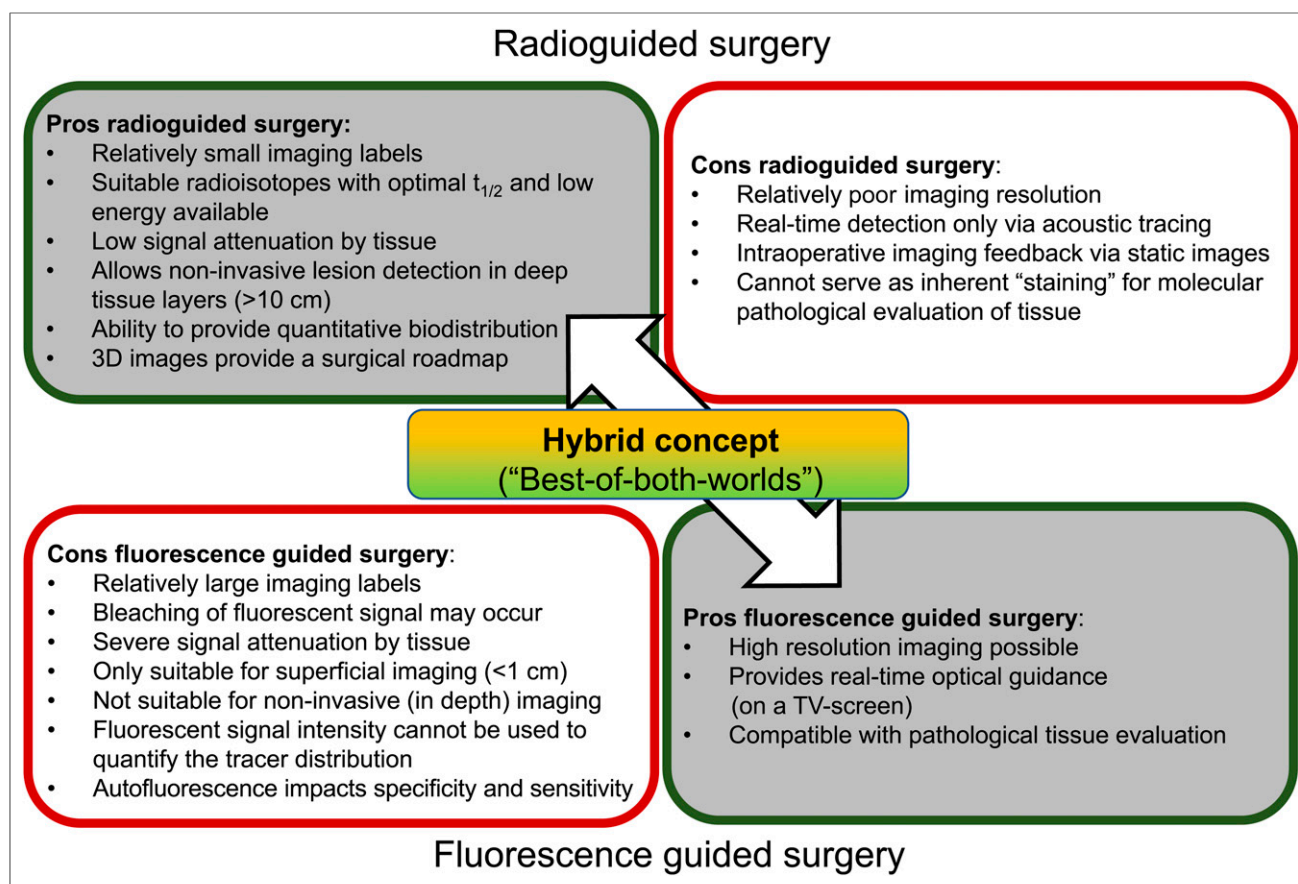 Radioguided surgery
Pros radioguided surgery:
• Relatively small imaging labels
• Suitable radioisotopes with optimal t1/2 and low
energy available
• Low signal attenuation by tissue
• Allows non-invasive lesion detection in deep
tissue layers (>10 cm)
• Ability to provide quantitative biodistribution
• 3D images provide a surgical roadmap
Cons radioguided surgery:
• Relatively poor imaging resolution
• Real-time detection only via acoustic tracing
• Intraoperative imaging feedback via static images
• Cannot serve as inherent “staining” for molecular
pathological evaluation of tissue
Hybrid concept
(“Best-of-both-worlds”)
Cons fluorescence guided surgery:
• Relatively large imaging labels
• Bleaching of fluorescent signal may occur
• Severe signal attenuation by tissue
• Only suitable for superficial imaging (<1 cm)
• Not suitable for non-invasive (in depth) imaging
• Fluorescent signal intensity cannot be used to
quantify the tracer distribution
• Autofluorescence impacts specificity and sensitivity
Pros fluorescence guided surgery:
• High resolution imaging possible
• Provides real-time optical guidance
(on a TV-screen)
• Compatible with pathological tissue evaluation
Fluorescence guided surgery